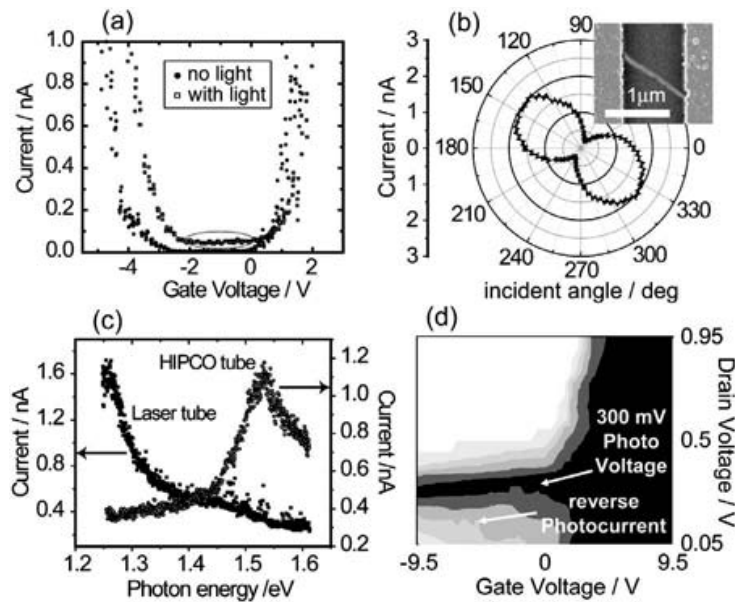 (a)
1.0
0.8
0.6
0.4
0.2
0.0
Current / nA
no light
with light
-4
-2
0
2
Gate Voltage / V
(b)
3
2
1
0
1
2
3
Current / nA
90
120
150
180
210
240
270
300
330
0
1μm
incident angle / deg
(c)
1.6
1.2
0.8
0.4
Current / nA
HIPCO tube
Laser tube
1.2
1.0
0.8
0.6
0.4
0.2
Current /nA
1.2
1.3
1.4
1.5
1.6
Photon energy /eV
(d)
0.95
0.5
0.05
Drain Voltage / V
300 mV
Photo
Voltage
reverse
Photocurrent
-9.5
0
9.5
Gate Voltage / V